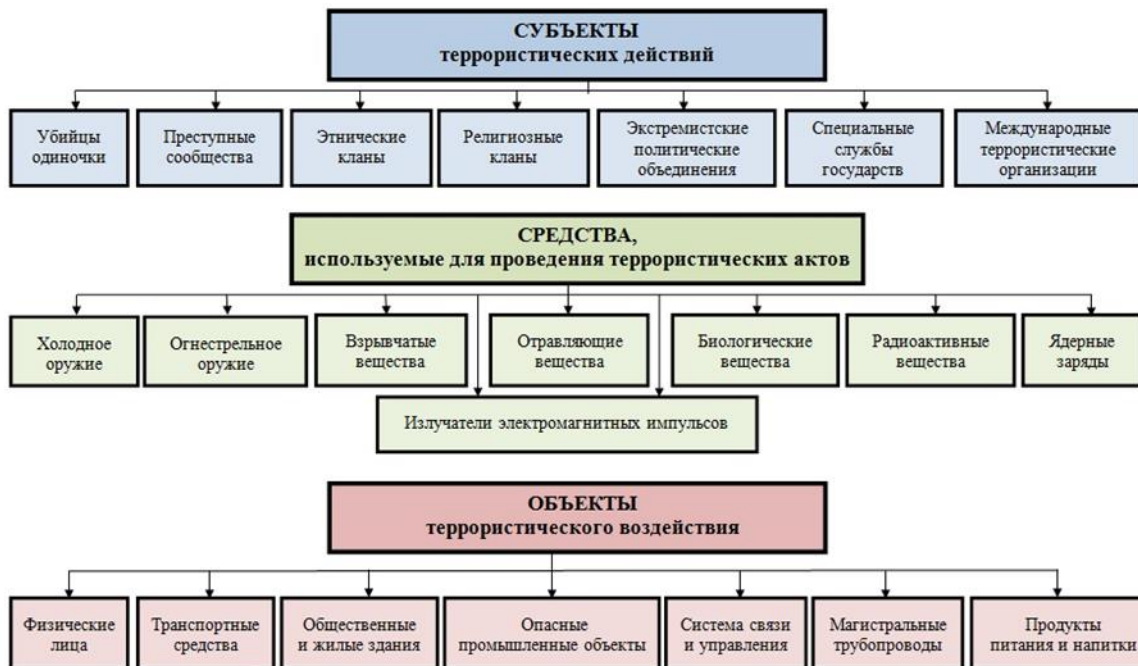 СУБЪЕКТЫ
террористических действий
Убийцы
одиночки
Преступные
сообщества
Этнические
кланы
Религиозные
кланы
Экстремистские
политические
объединения
Специальные
службы
государств
Международные
террористические
организации
СРЕДСТВА,
используемые для проведения террористических актов
Холодное
оружие
Огнестрельное
оружие
Взрывчатые
вещества
Отравляющие
вещества
Биологические
вещества
Радиоактивные
вещества
Ядерные
заряды
Излучатели электромагнитных импульсов
ОБЪЕКТЫ
террористического воздействия
Физические
лица
Транспортные
средства
Общественные
и жилые здания
Опасные
промышленные объекты
Система связи
и управления
Магистральные
трубопроводы
Продукты
питания и напитки